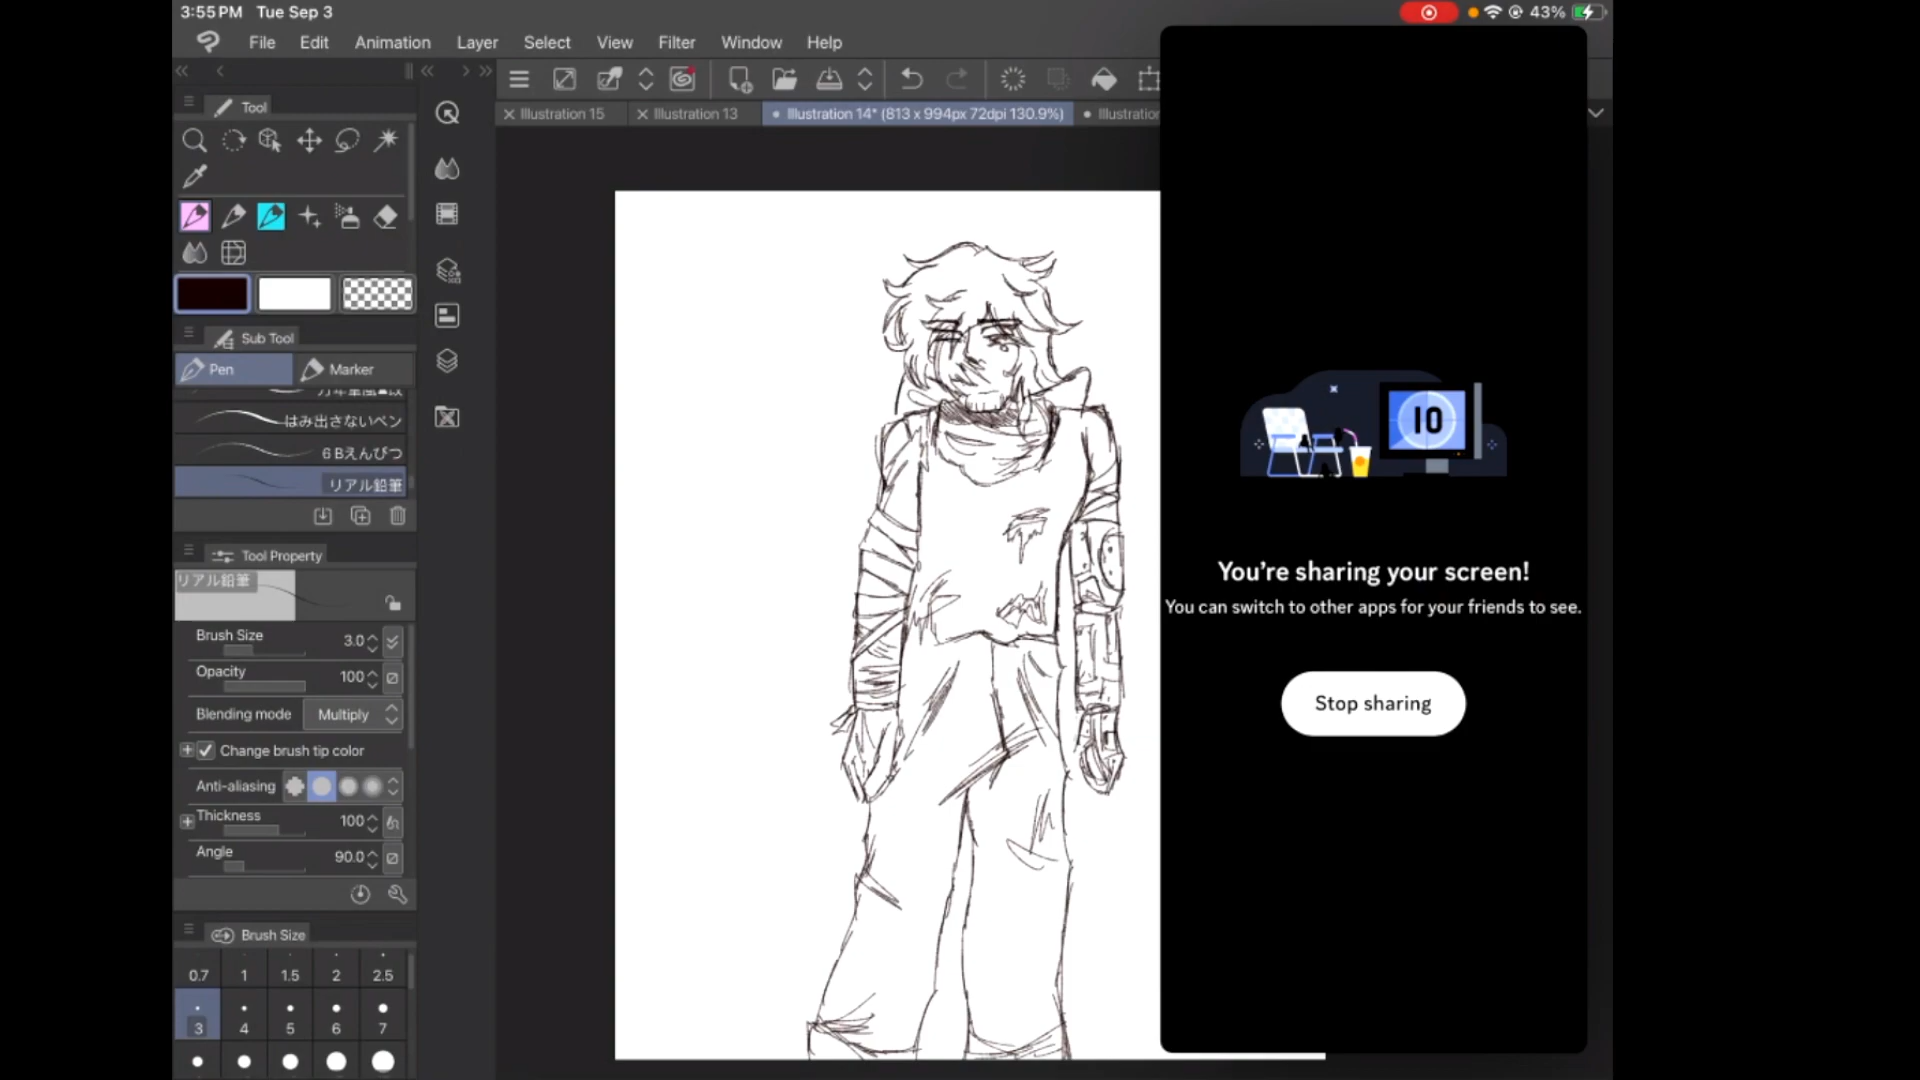 3:55 PM Tue Sep 3
43%
File Edit Animation Layer Select View Filter Window Help
Tool
Illustration 15
Illustration 13
Illustration 14* (813 x 994px 72dpi 130.9%)
Illustration
Sub Tool
Pen
Marker
はみ出さないペン
6Bえんぴつ
リアル鉛筆
Tool Property
リアル鉛筆
Brush Size 3.0
Opacity 100
Blending mode Multiply
Change brush tip color
Anti-aliasing
Thickness 100
Angle 90.0
Brush Size
0.7 1 1.5 2 2.5
3 4 5 6 7
10
You're sharing your screen!
You can switch to other apps for your friends to see.
Stop sharing